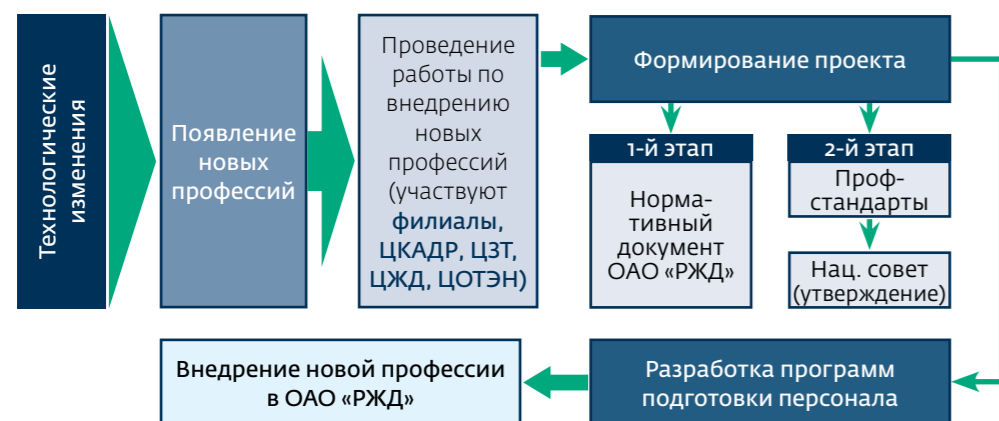 Технологические
изменения
Появление
новых
профессий
Проведение
работы по
внедрению
новых
профессий
(участвуют
филиалы,
ЦКАДР, ЦЗТ,
ЦЖД, ЦОТЭН)
Формирование проекта
1-й этап
Норма-
тивный
документ
ОАО «РЖД»
2-й этап
Проф-
стандарты
Нац. совет
(утверждение)
Разработка программ
подготовки персонала
Внедрение новой профессии
в ОАО «РЖД»